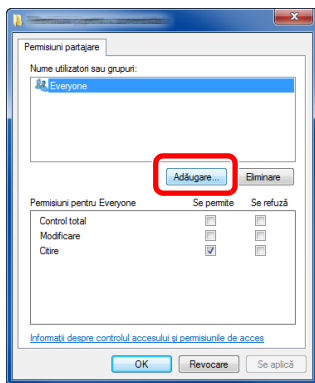 Permisiuni partajare
Nume utilizatori sau grupuri:
Everyone
Adăugare... Eliminare
Permisiuni pentru Everyone Se permite Se refuză
Control total
Modificare
Citire
Informații despre controlul accesului și permisiunile de acces
OK Revocare Se aplică